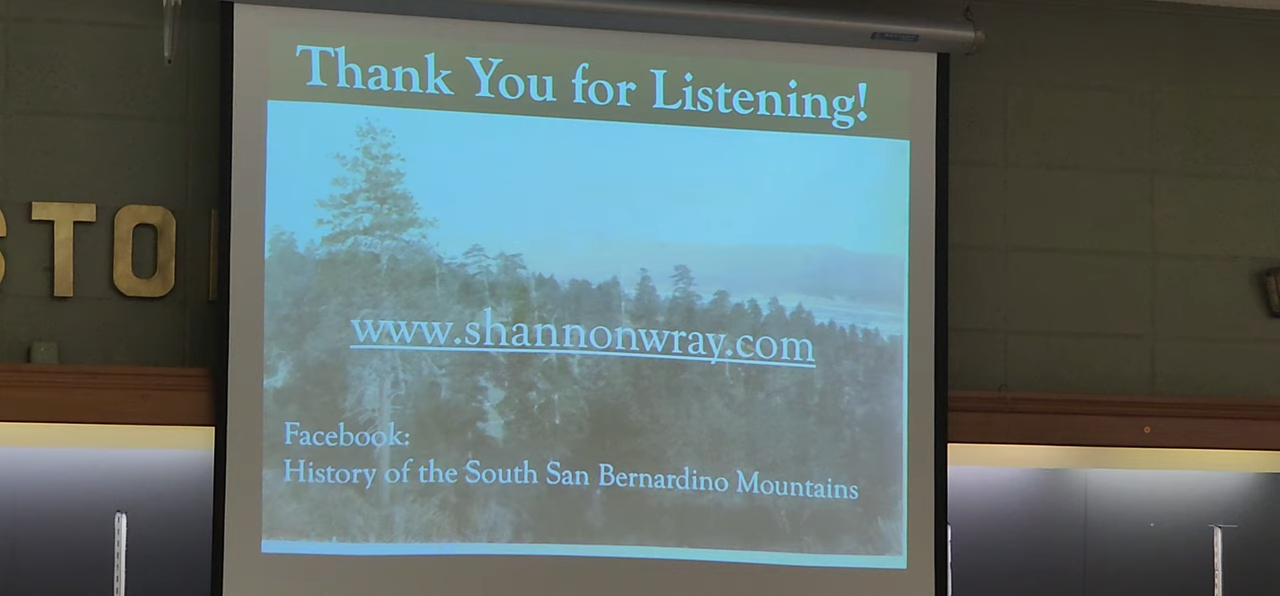 Thank You for Listening!
STO
www.shannonwray.com
Facebook:
History of the South San Bernardino Mountains